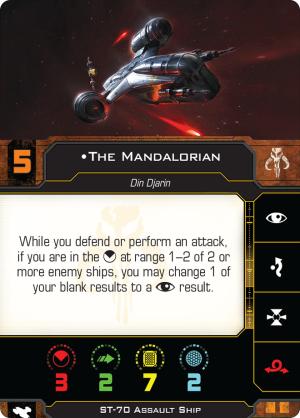 5
•The Mandalorian
Din Djarin
While you defend or perform an attack,
if you are in the at range 1–2 of 2 or
more enemy ships, you may change 1 of
your blank results to a result.
3 2 7 2
ST-70 Assault Ship